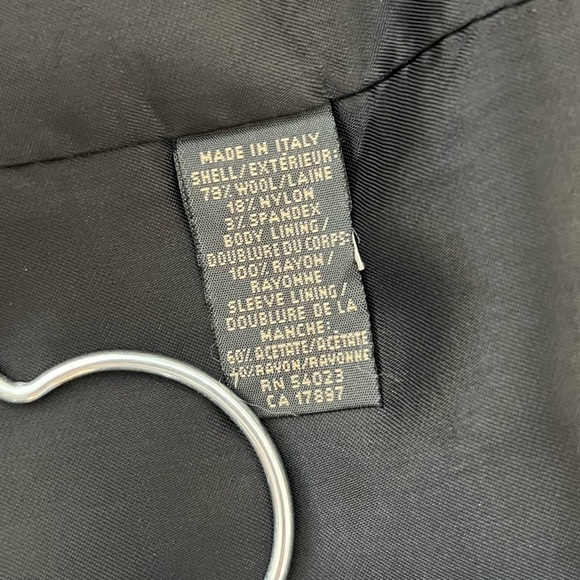 MADE IN ITALY
SHELL/EXTÉRIEUR:
79% WOOL/LAINE
18% NYLON
3% SPANDEX
BODY LINING/
DOUBLURE DU CORPS:
100% RAYON/
RAYONNE
SLEEVE LINING/
DOUBLURE DE LA
MANCHE:
60% ACETATE/ACÉTATE
RAYON/RAYONNE
RN 54023
CA 17897